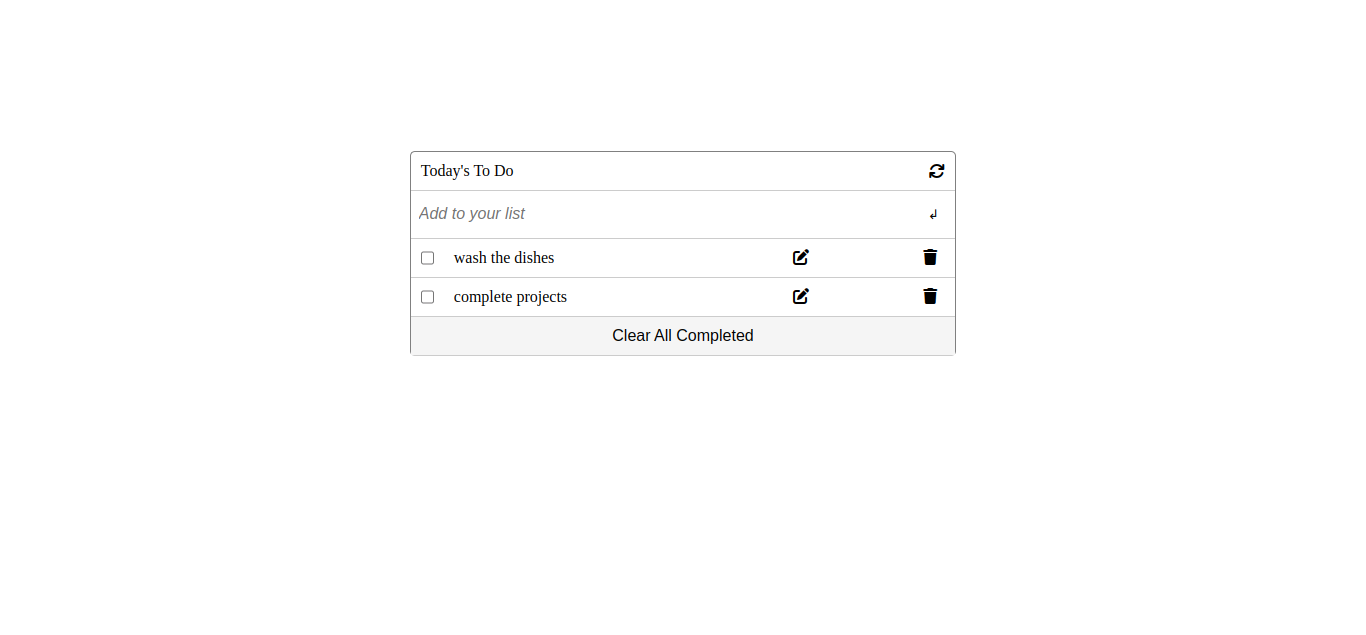 Today's To Do
Add to your list
wash the dishes
complete projects
Clear All Completed